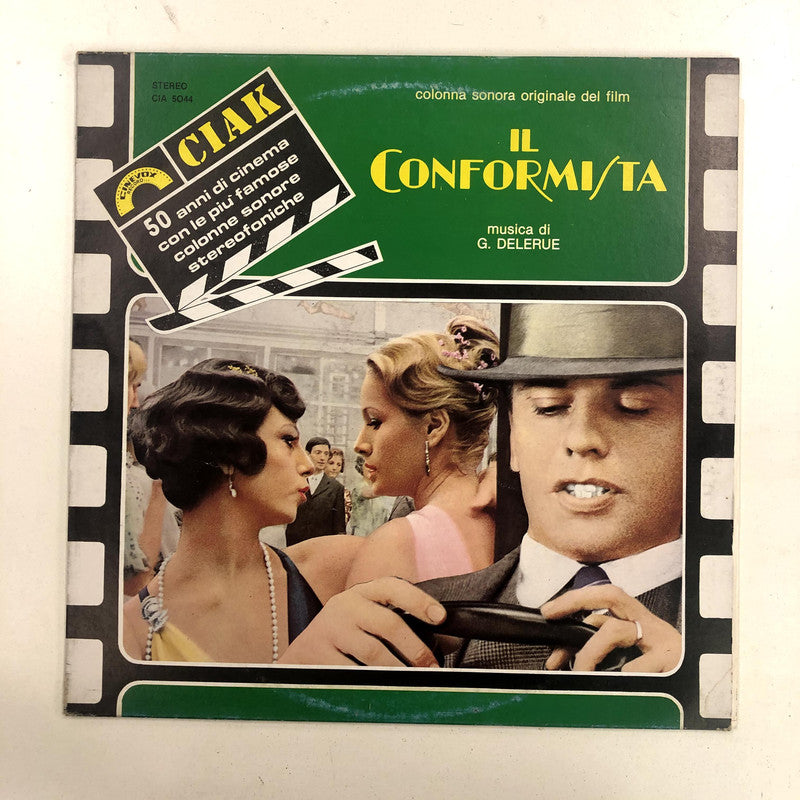 STEREO
CIA 5044
CINEVOX
RECORD
CIAK
50 anni di cinema
con le piu' famose
colonne sonore
stereofoniche
colonna sonora originale del film
IL
CONFORMISTA
musica di
G. DELERUE